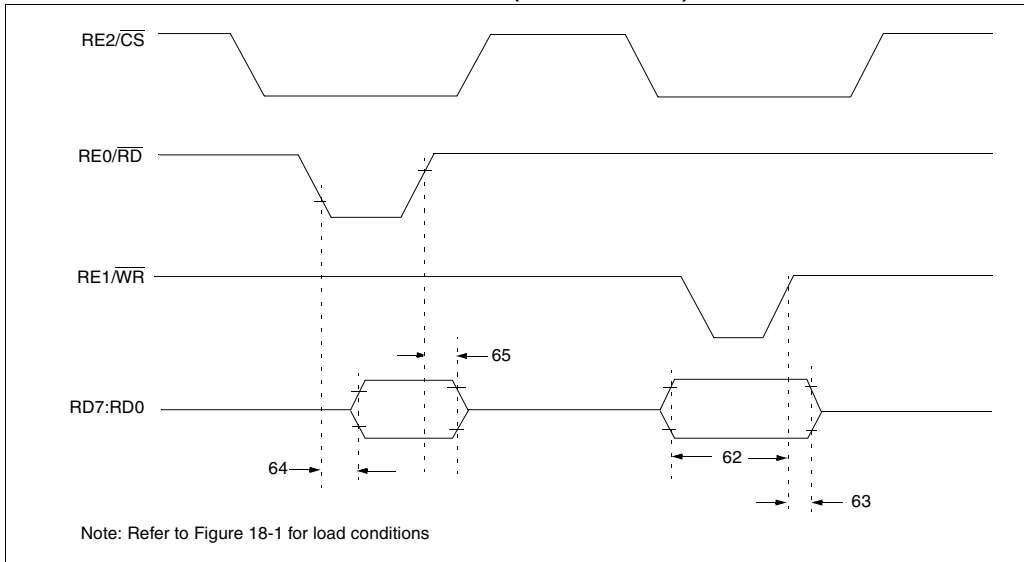 RE2/CS
RE0/RD
RE1/WR
65
RD7:RD0
62
64
63
Note: Refer to Figure 18-1 for load conditions